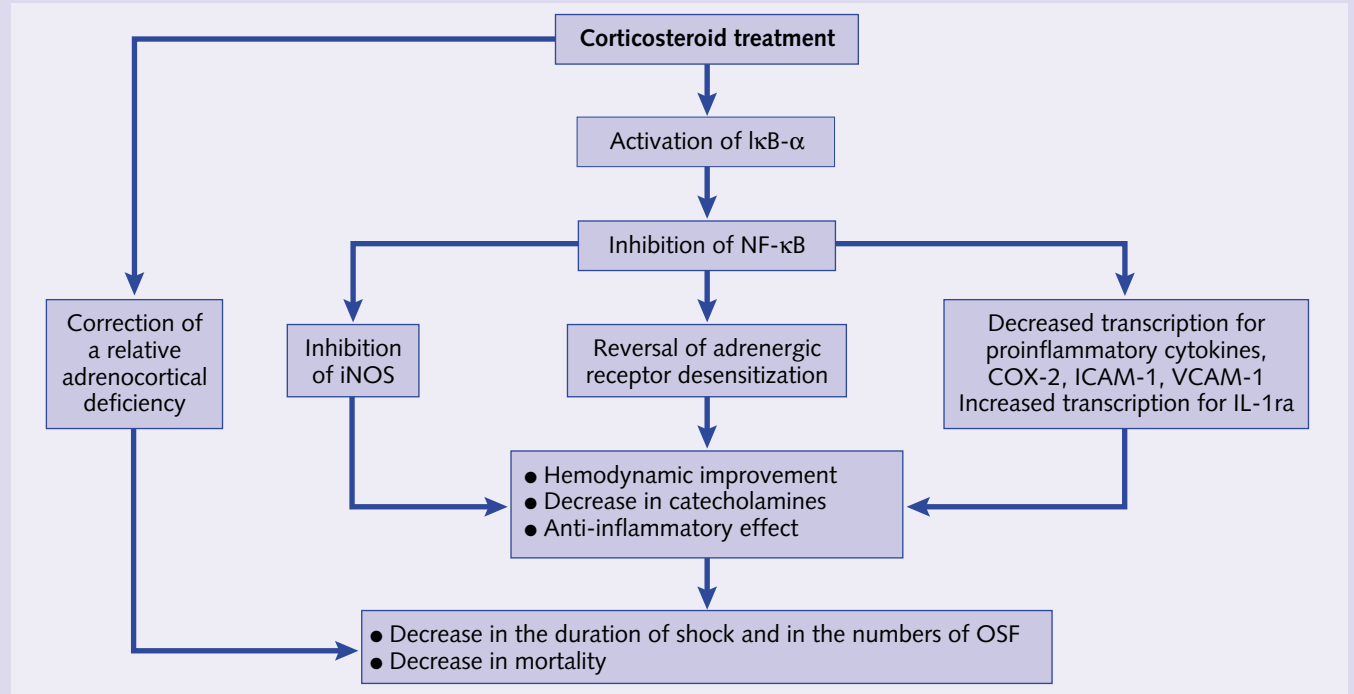 Corticosteroid treatment
Activation of IκB-α
Inhibition of NF-κB
Correction of
a relative
adrenocortical
deficiency
Inhibition
of iNOS
Reversal of adrenergic
receptor desensitization
Decreased transcription for
proinflammatory cytokines,
COX-2, ICAM-1, VCAM-1
Increased transcription for IL-1ra
● Hemodynamic improvement
● Decrease in catecholamines
● Anti-inflammatory effect
● Decrease in the duration of shock and in the numbers of OSF
● Decrease in mortality